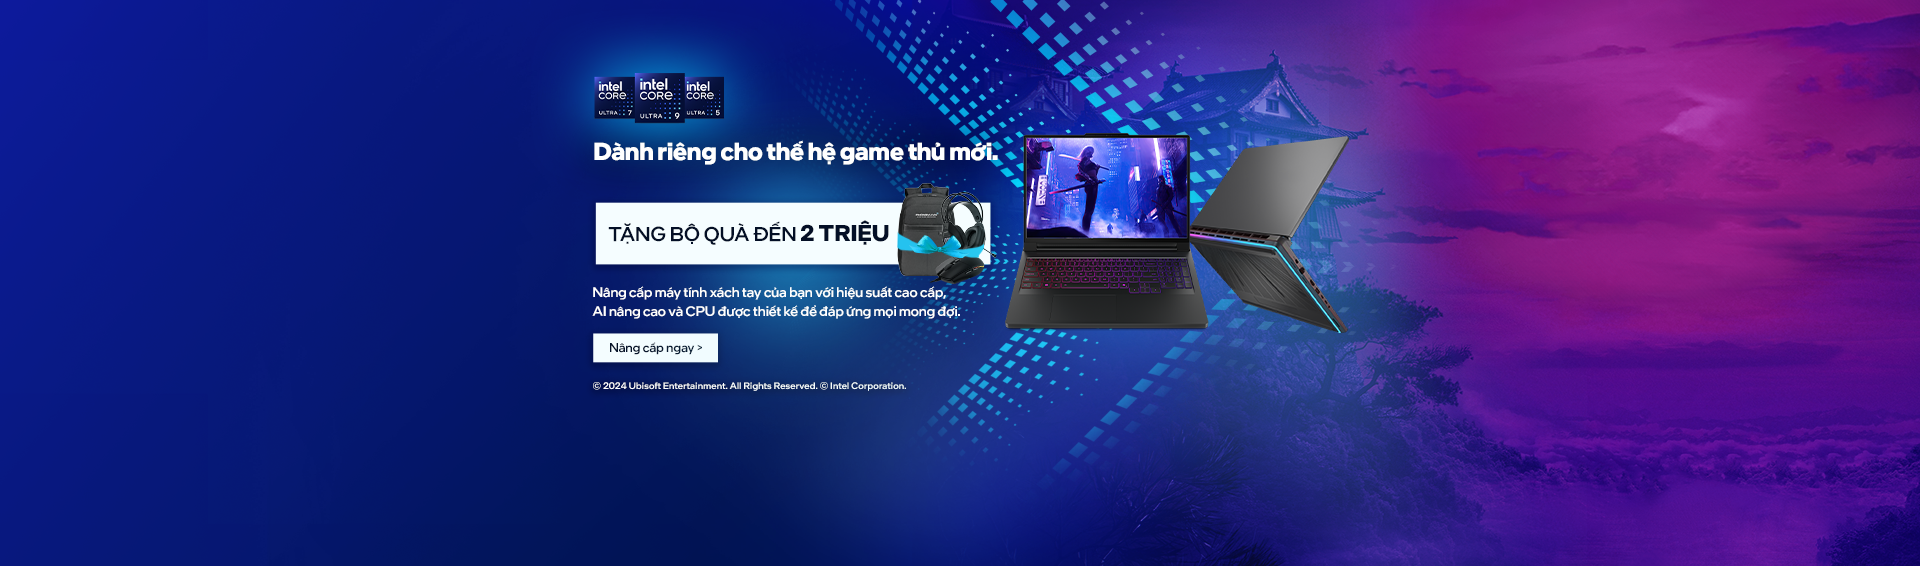 intel
CORE
ULTRA 7
intel
CORE
ULTRA 9
intel
CORE
ULTRA 5
Dành riêng cho thế hệ game thủ mới.
TẶNG BỘ QUÀ ĐẾN 2 TRIỆU
Nâng cấp máy tính xách tay của bạn với hiệu suất cao cấp,
AI nâng cao và CPU được thiết kế để đáp ứng mọi mong đợi.
Nâng cấp ngay >
© 2024 Ubisoft Entertainment. All Rights Reserved. © Intel Corporation.